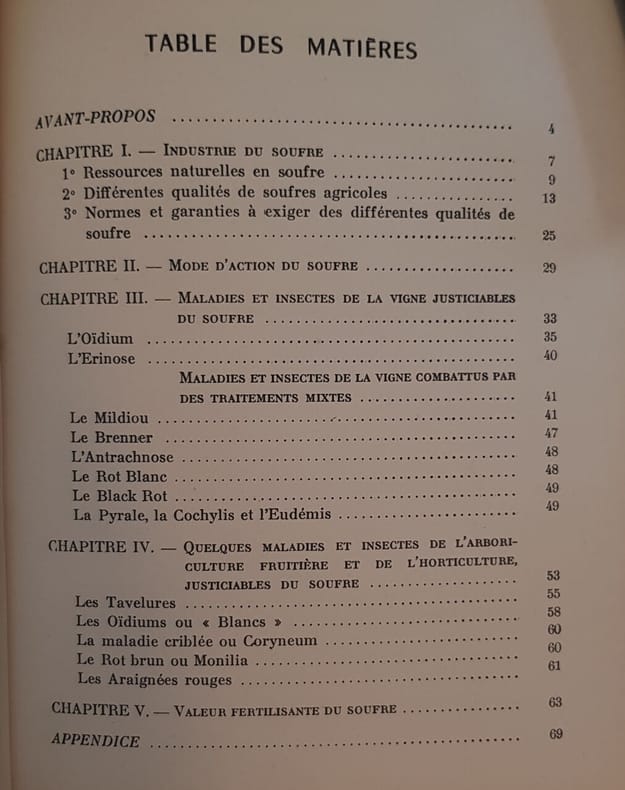 TABLE DES MATIÈRES
AVANT-PROPOS .......... 4
CHAPITRE I. — INDUSTRIE DU SOUFRE .......... 7
1º Ressources naturelles en soufre .......... 9
2º Différentes qualités de soufres agricoles .......... 13
3º Normes et garanties à exiger des différentes qualités de
soufre .......... 25
CHAPITRE II. — MODE D'ACTION DU SOUFRE .......... 29
CHAPITRE III. — MALADIES ET INSECTES DE LA VIGNE JUSTICIABLES
DU SOUFRE .......... 33
L'Oïdium .......... 35
L'Erinose .......... 40
MALADIES ET INSECTES DE LA VIGNE COMBATTUS PAR
DES TRAITEMENTS MIXTES .......... 41
Le Mildiou .......... 41
Le Brenner .......... 47
L'Antrachnose .......... 48
Le Rot Blanc .......... 48
Le Black Rot .......... 49
La Pyrale, la Cochylis et l'Eudémis .......... 49
CHAPITRE IV. — QUELQUES MALADIES ET INSECTES DE L'ARBORI-
CULTURE FRUITIÈRE ET DE L'HORTICULTURE,
JUSTICIABLES DU SOUFRE .......... 53
Les Tavelures .......... 55
Les Oïdiums ou « Blancs » .......... 58
La maladie criblée ou Coryneum .......... 60
Le Rot brun ou Monilia .......... 60
Les Araignées rouges .......... 61
CHAPITRE V. — VALEUR FERTILISANTE DU SOUFRE .......... 63
APPENDICE .......... 69